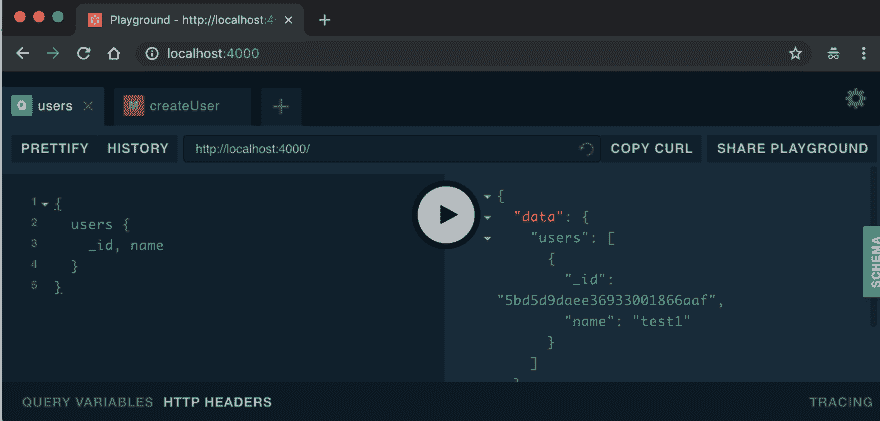 Playground - http://localhost:4
localhost:4000
users
createUser
PRETTIFY HISTORY http://localhost:4000/ COPY CURL SHARE PLAYGROUND
1 {
2 users {
3 _id, name
4 }
5 }
{
"data": {
"users": [
{
"_id":
"5bd5d9daee36933001866aaf",
"name": "test1"
}
]
}
SCHEMA
QUERY VARIABLES HTTP HEADERS
TRACING